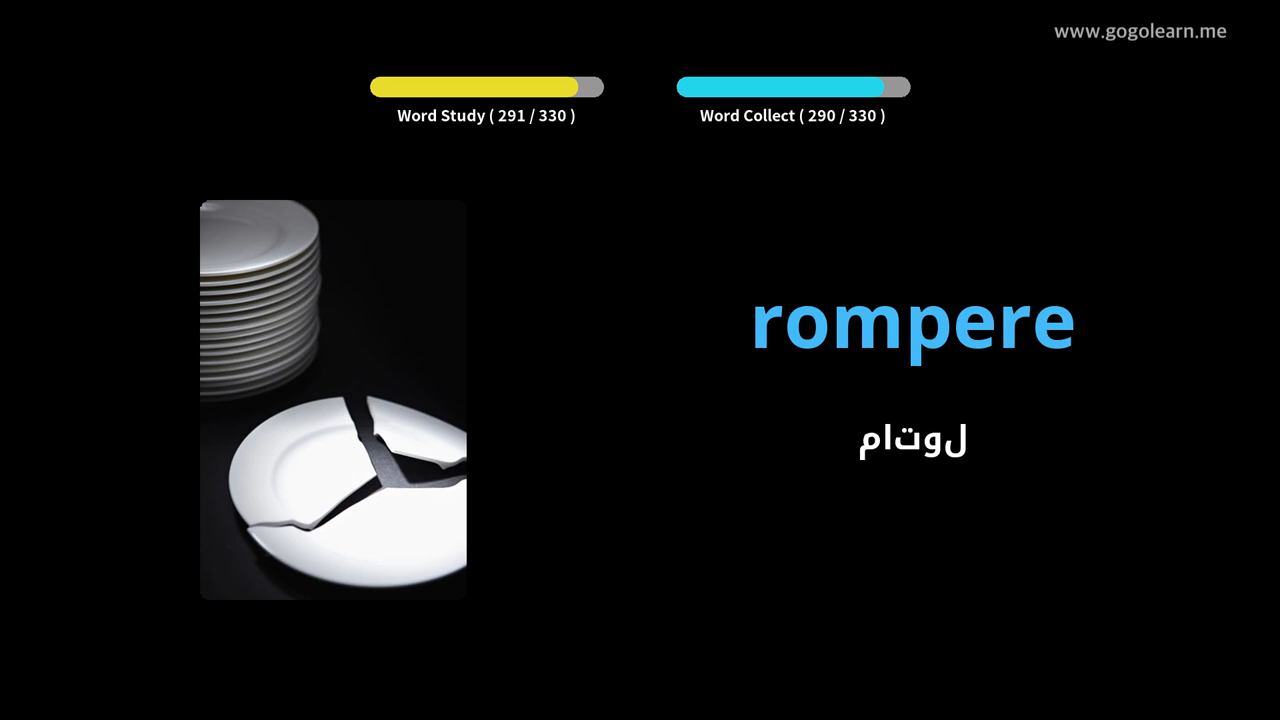 www.gogolearn.me
Word Study ( 291 / 330 )
Word Collect ( 290 / 330 )
rompere
لوتام